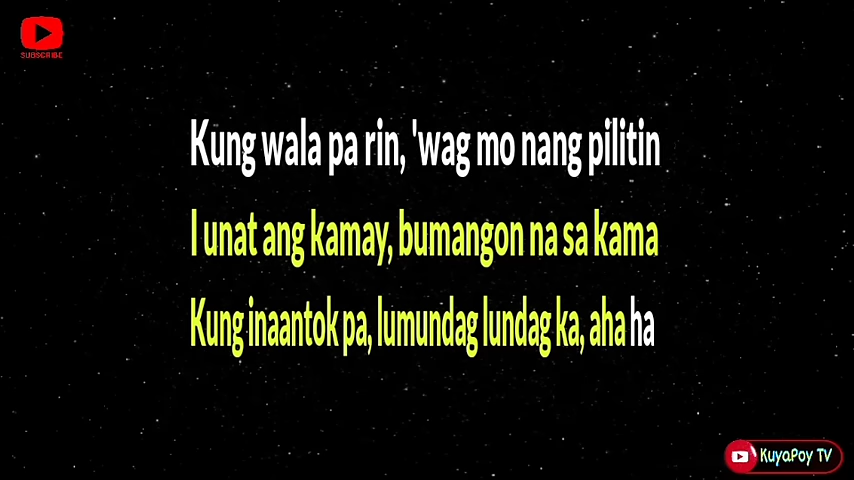 SUBSCRIBE
Kung wala pa rin, 'wag mo nang pilitin
I unat ang kamay, bumangon na sa kama
Kung inaantok pa, lumundag lundag ka, aha ha
KuyaPoy TV